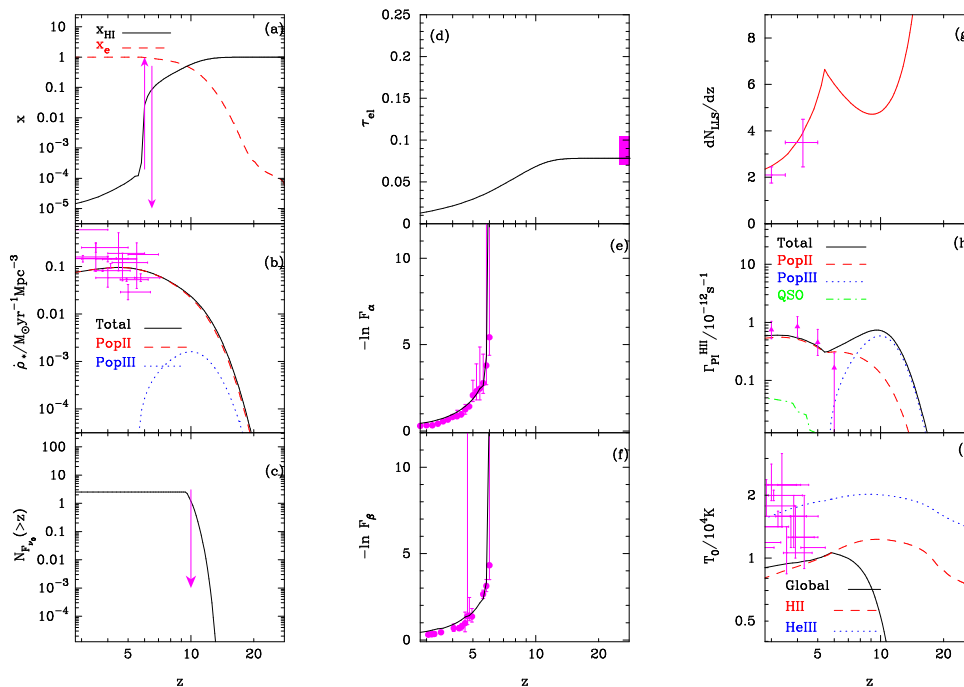 (a)
x_HI
x_e
x
10
1
0.1
0.01
10^−3
10^−4
10^−5
(b)
ρ̇_*/M_⊙yr^−1Mpc^−3
0.1
0.01
10^−3
10^−4
Total
PopII
PopIII
(c)
N_{F_{ν_0}}(>z)
100
10
1
0.1
0.01
10^−3
10^−4
5 10 20
z
(d)
τ_el
0.25
0.2
0.15
0.1
0.05
0
(e)
−ln F_α
10
5
0
(f)
−ln F_β
10
5
0
5 10 20
z
(g
dN_LLS/dz
8
6
4
2
0
(h
Total
PopII
PopIII
QSO
Γ_PI^HII/10^−12s^−1
10
1
0.1
(
T_0/10^4K
2
1
0.5
Global
HII
HeIII
5 10 20
z